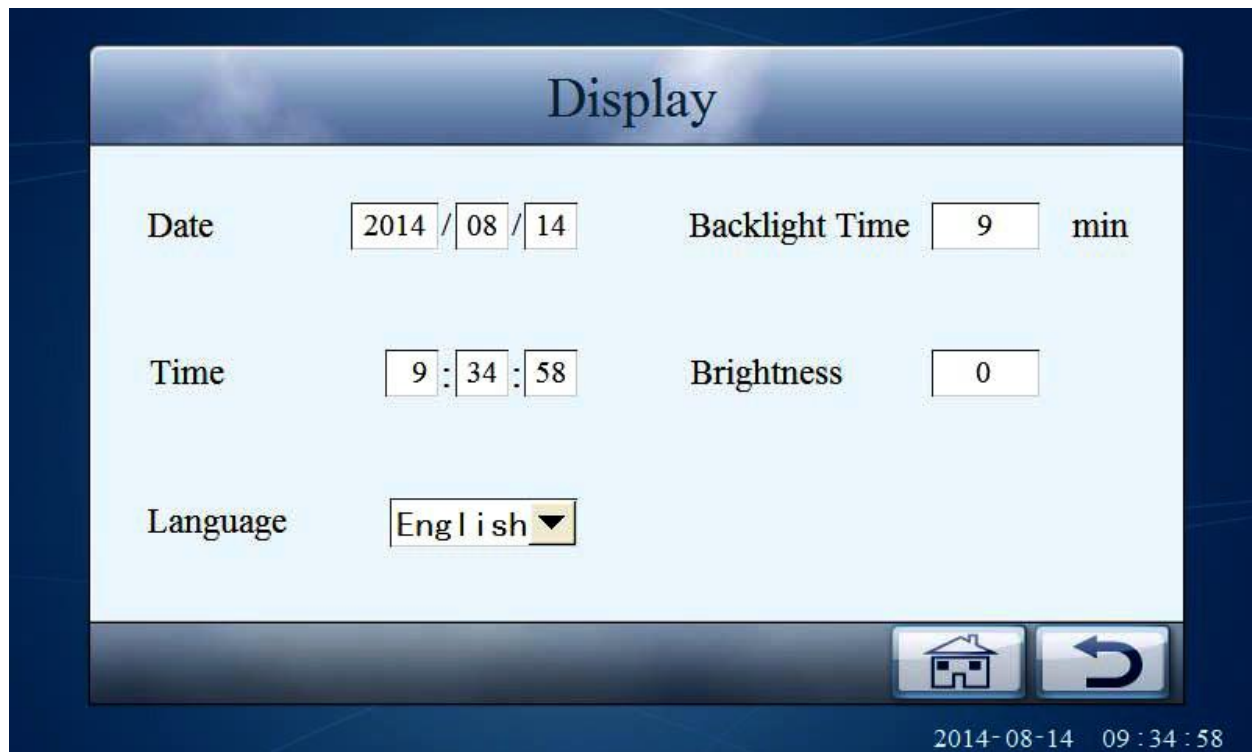 Display
Date 2014 / 08 / 14 Backlight Time 9 min
Time 9 : 34 : 58 Brightness 0
Language English
2014-08-14 09:34:58